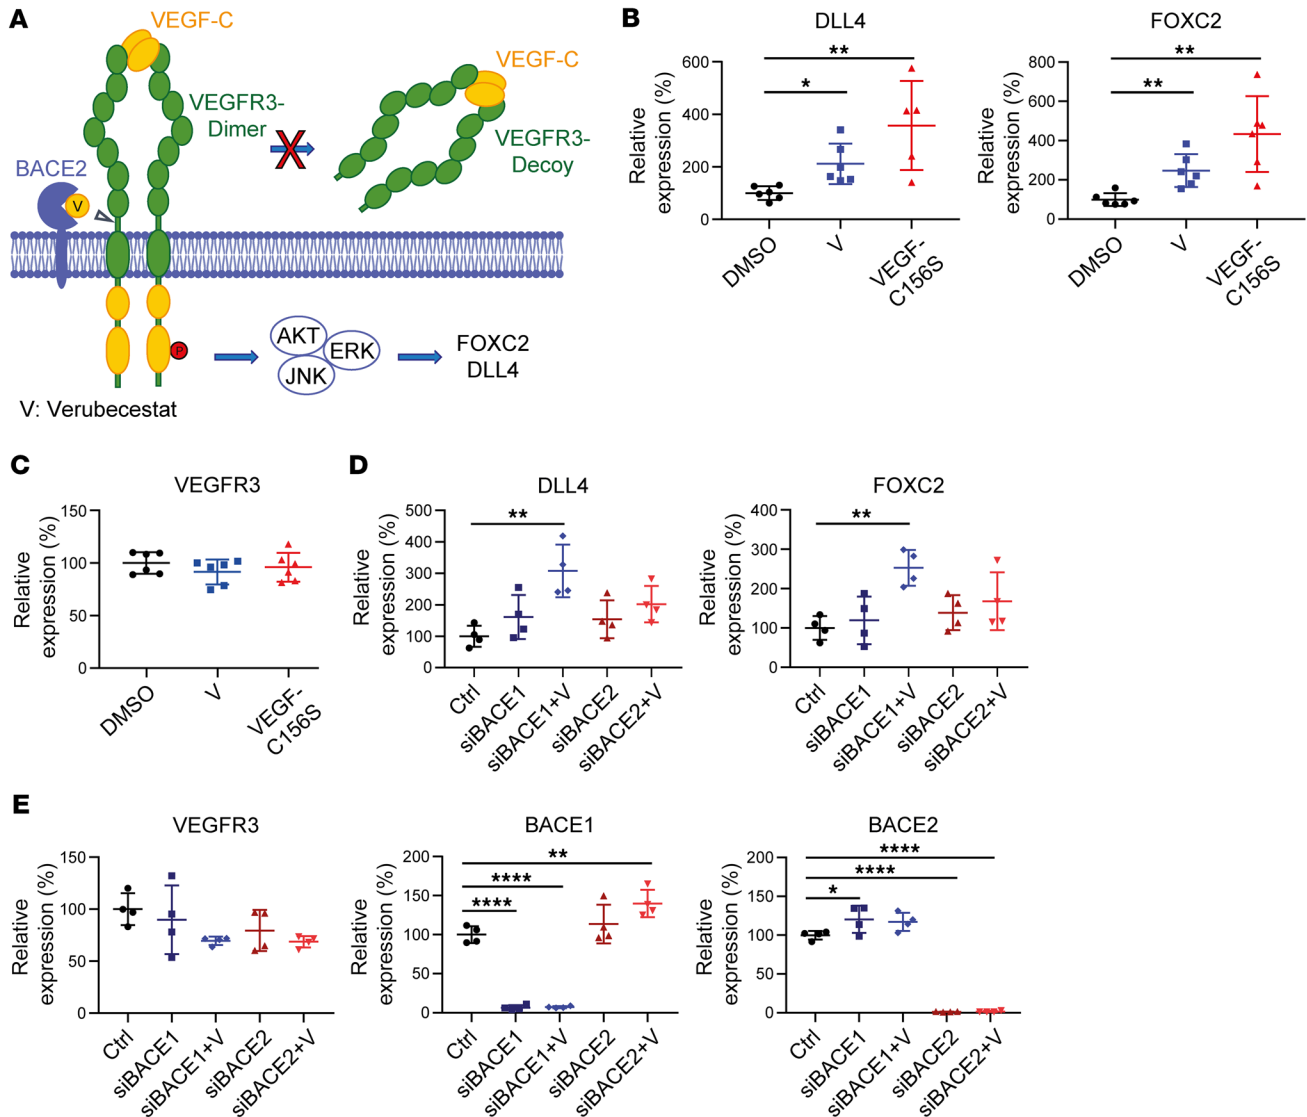 A
VEGF-C
VEGF-C
VEGFR3-
Dimer
X
VEGFR3-
Decoy
BACE2
V
P
AKT
ERK
JNK
FOXC2
DLL4
V: Verubecestat
B
DLL4
Relative
expression (%)
600
400
200
0
**
*
DMSO
V
VEGF-
C156S
FOXC2
Relative
expression (%)
800
600
400
200
0
**
**
DMSO
V
VEGF-
C156S
C
VEGFR3
Relative
expression (%)
150
100
50
0
DMSO
V
VEGF-
C156S
D
DLL4
Relative
expression (%)
500
400
300
200
100
0
**
Ctrl
siBACE1
siBACE1+V
siBACE2
siBACE2+V
FOXC2
Relative
expression (%)
400
300
200
100
0
**
Ctrl
siBACE1
siBACE1+V
siBACE2
siBACE2+V
E
VEGFR3
Relative
expression (%)
150
100
50
0
Ctrl
siBACE1
siBACE1+V
siBACE2
siBACE2+V
BACE1
Relative
expression (%)
200
150
100
50
0
**
****
****
Ctrl
siBACE1
siBACE1+V
siBACE2
siBACE2+V
BACE2
Relative
expression (%)
200
150
100
50
0
****
****
*
Ctrl
siBACE1
siBACE1+V
siBACE2
siBACE2+V